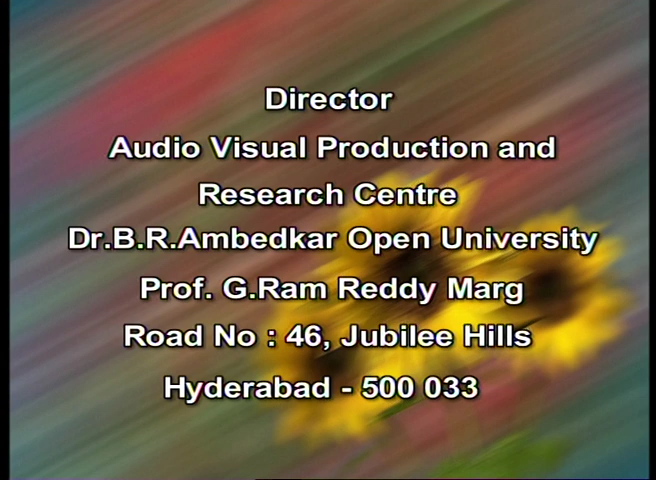 Director
Audio Visual Production and
Research Centre
Dr.B.R.Ambedkar Open University
Prof. G.Ram Reddy Marg
Road No : 46, Jubilee Hills
Hyderabad - 500 033